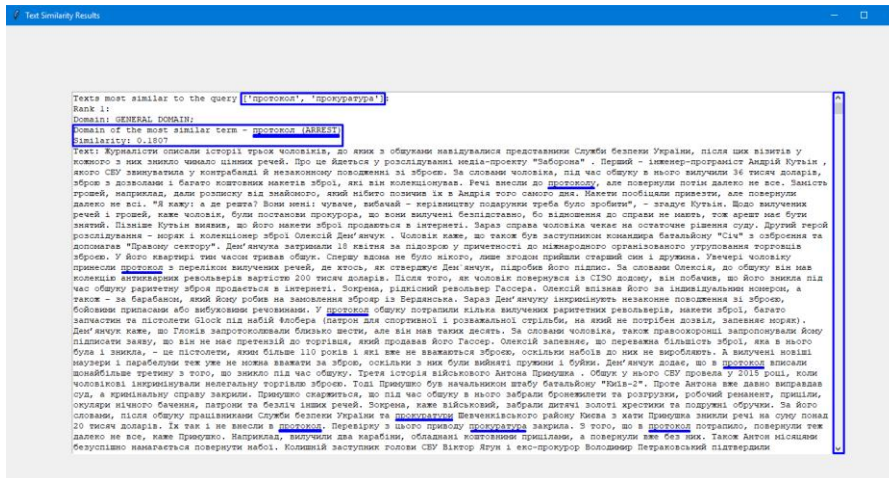 Text Similarity Results
Texts most similar to the query ['протокол', 'прокуратура']:
Rank 1:
Domain: GENERAL DOMAIN;
Domain of the most similar term – протокол (ARREST)
Similarity: 0.1807
Text: Журналісти описали історії трьох чоловіків, до яких з обшуками навідувалися представники Служби безпеки України, після цих візитів у
кожного з них зникло чимало цінних речей. Про це йдеться у розслідуванні медіа-проекту "Заборона" . Перший – інженер-програміст Андрій Кутьін ,
якого СБУ звинуватила у контрабанді й незаконному поводженні зі зброєю. За словами чоловіка, під час обшуку в нього вилучили 36 тисяч доларів,
зброю з дозволами і багато коштовних макетів зброї, які він колекціонував. Речі внесли до протоколу, але повернули потім далеко не все. Замість
грошей, наприклад, дали розписку від знайомого, який нібито позичив їх в Андрія того самого дня. Макети пообіцяли привезти, але повернули
далеко не всі. "Я кажу: а де решта? Вони мені: чуваче, вибачай – керівництву подарунки треба було зробити", – згадує Кутьін. Щодо вилучених
речей і грошей, каже чоловік, були постанови прокурора, що вони вилучені безпідставно, бо відношення до справи не мають, тож арешт має бути
знятий. Пізніше Кутьін виявив, що його макети зброї продаються в інтернеті. Зараз справа чоловіка чекає на остаточне рішення суду. Другий герой
розслідування – моряк і колекціонер зброї Олексій Дем'янчук . Чоловік каже, що також був заступником командира батальйону "Січ" з озброєння та
допомагав "Правому сектору". Дем'янчука затримали 18 квітня за підозрою у причетності до міжнародного організованого угруповання торговців
зброєю. У його квартирі тим часом тривав обшук. Спершу вдома не було нікого, лише згодом прийшли старший син і дружина. Увечері чоловіку
принесли протокол з переліком вилучених речей, де хтось, як стверджує Дем'янчук, підробив його підпис. За словами Олексія, до обшуку він мав
колекцію антикварних револьверів вартістю 200 тисяч доларів. Після того, як чоловік повернувся із СІЗО додому, він побачив, що його зникла під
час обшуку раритетну зброя продається в інтернеті. Зокрема, рідкісний револьвер Гассера. Олексій впізнав його за індивідуальним номером, а
також – за барабаном, який йому робив на замовлення зброяр із Бердянська. Зараз Дем'янчуку інкримінують незаконне поводження зі зброєю,
бойовими припасами або вибуховими речовинами. У протокол обшуку потрапили кілька вилучених раритетних револьверів, макети зброї, багато
запчастин та пістолети Glock під набій Флобера (патрон для спортивної і розважальної стрільби, на який не потрібен дозвіл, запевняє моряк).
Дем'янчук каже, що Глоків запротоколювали близько шести, але він мав таких десять. За словами чоловіка, також правоохоронці запропонували йому
підписати заяву, що він не має претензій до торгівця, який продавав його Гассер. Олексій запевняє, що переважна більшість зброї, яка в нього
була і зникла, – це пістолети, яким більше 110 років і які вже не вважаються зброєю, оскільки набоїв до них не виробляють. А вилучені новіші
маузери і парабелуми теж уже не можна вважати за зброю, оскільки з них були вийняті пружини і буйки. Дем'янчук додає, що в протокол вписали
щонайбільше третину з того, що зникло під час обшуку. Третя історія військового Антона Примушка . Обшук у нього СБУ провела у 2015 році, коли
чоловікові інкримінували нелегальну торгівлю зброєю. Тоді Примушко був начальником штабу батальйону "Київ-2". Проте Антона вже давно виправдав
суд, а кримінальну справу закрили. Примушко скаржиться, що під час обшуку в нього забрали бронежилети та розгрузки, робочий реманент, приціли,
окуляри нічного бачення, патрони та безліч інших речей. Зокрема, каже військовий, забрали дитячі золоті хрестики та подружні обручки. За його
словами, після обшуку працівниками Служби безпеки України та прокуратури Шевченківського району Києва з хати Примушка зникли речі на суму понад
20 тисяч доларів. Їх так і не внесли в протокол. Перевірку з цього приводу прокуратура закрила. З того, що в протокол потрапило, повернули теж
далеко не все, каже Примушко. Наприклад, вилучили два карабіни, обладнані коштовними прицілами, а повернули вже без них. Також Антон місяцями
безуспішно намагається повернути набої. Колишній заступник голови СБУ Віктор Ягун і екс-прокурор Володимир Петраковський підтвердили